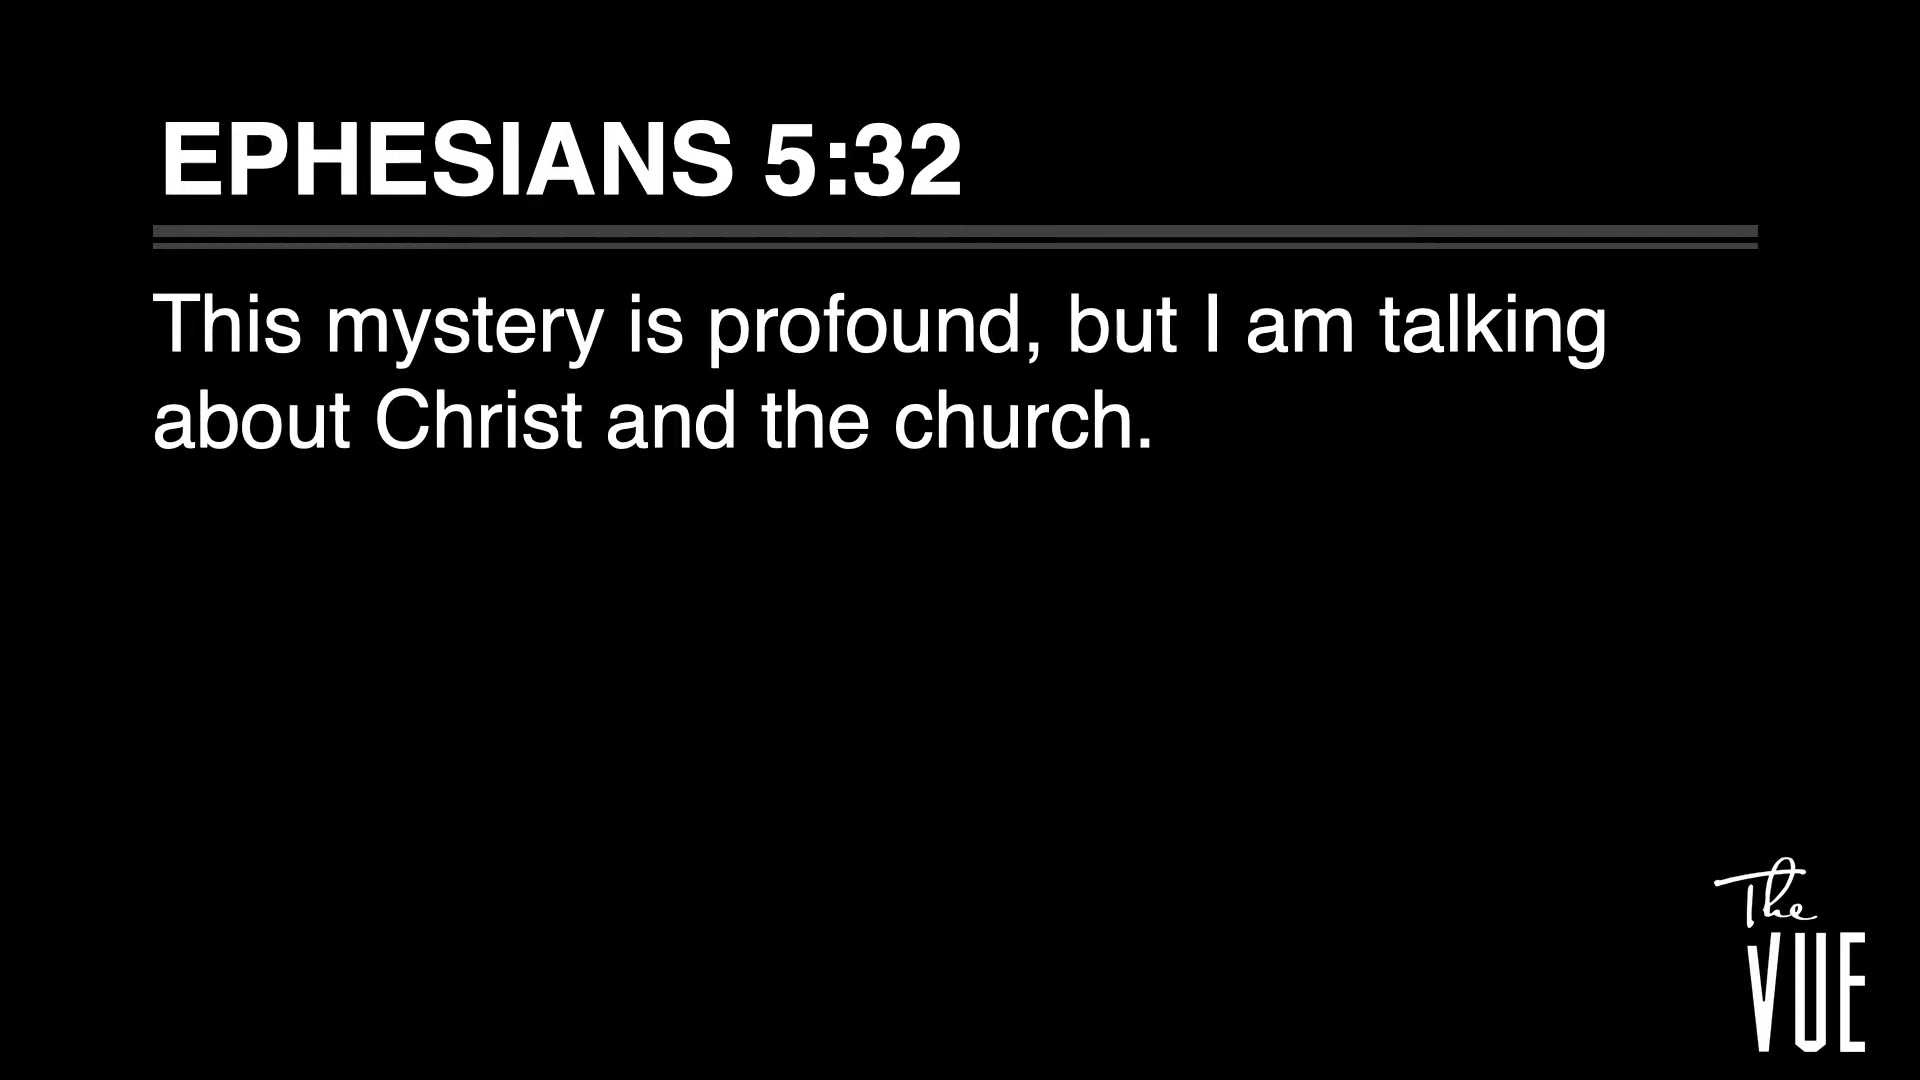 EPHESIANS 5:32
This mystery is profound, but I am talking
about Christ and the church.
The
VUE